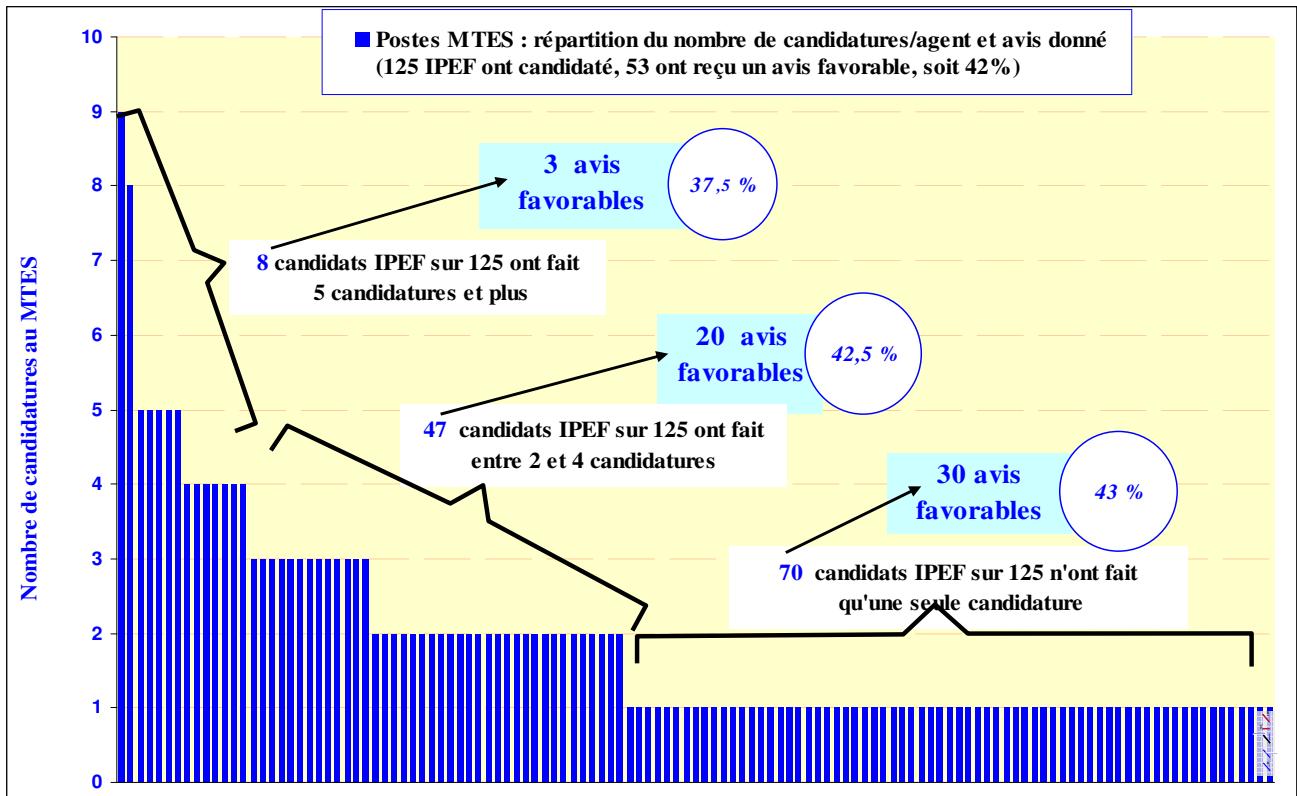 Postes MTES : répartition du nombre de candidatures/agent et avis donné
(125 IPEF ont candidaté, 53 ont reçu un avis favorable, soit 42%)
Nombre de candidatures au MTES
10
9
8
7
6
5
4
3
2
1
0
3 avis
favorables
37,5 %
8 candidats IPEF sur 125 ont fait
5 candidatures et plus
20 avis
favorables
42,5 %
47 candidats IPEF sur 125 ont fait
entre 2 et 4 candidatures
30 avis
favorables
43 %
70 candidats IPEF sur 125 n'ont fait
qu'une seule candidature